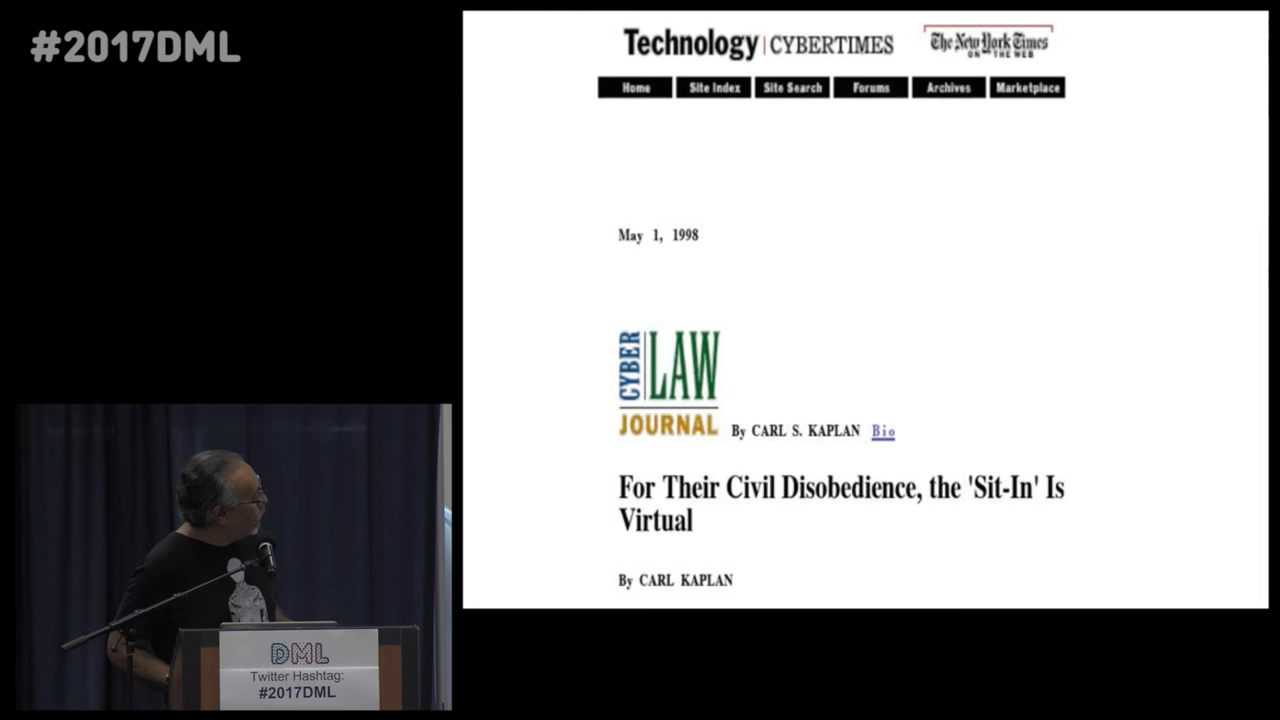 #2017DML
Technology | CYBERTIMES
The New York Times
ON THE WEB
Home Site Index Site Search Forums Archives Marketplace
May 1, 1998
CYBER LAW
JOURNAL
By CARL S. KAPLAN Bio
For Their Civil Disobedience, the 'Sit-In' Is
Virtual
By CARL KAPLAN
DML
Twitter Hashtag:
#2017DML